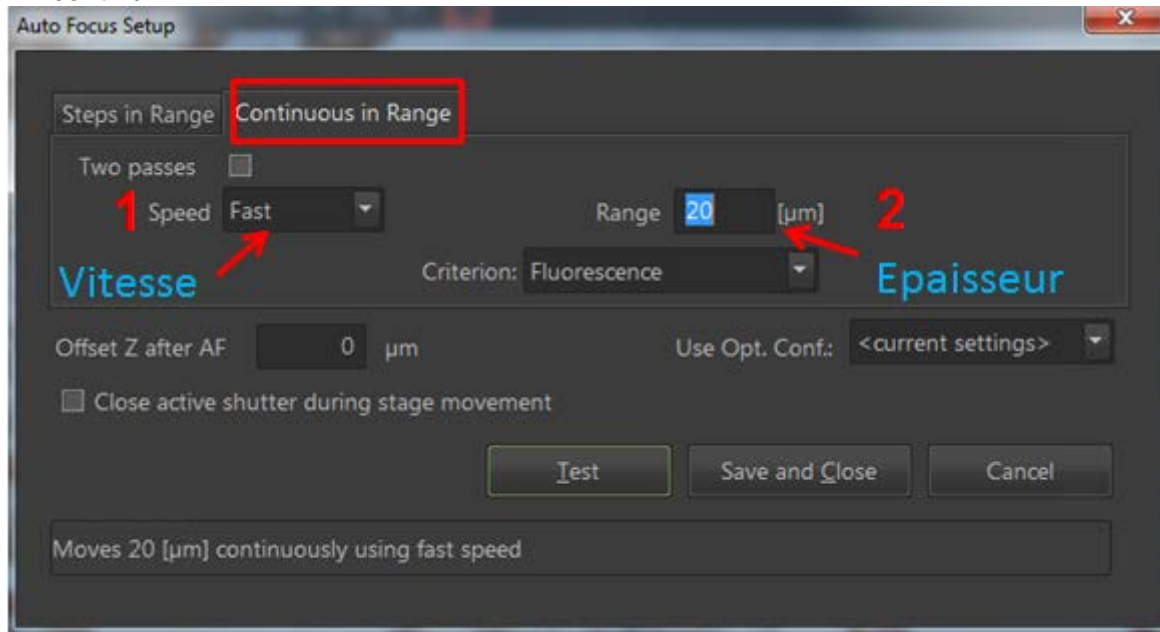 Auto Focus Setup
Steps in Range Continuous in Range
Two passes
1 Speed Fast Range 20 [µm] 2
Vitesse Criterion: Fluorescence Epaisseur
Offset Z after AF 0 µm Use Opt. Conf.: <current settings>
Close active shutter during stage movement
Test Save and Close Cancel
Moves 20 [µm] continuously using fast speed